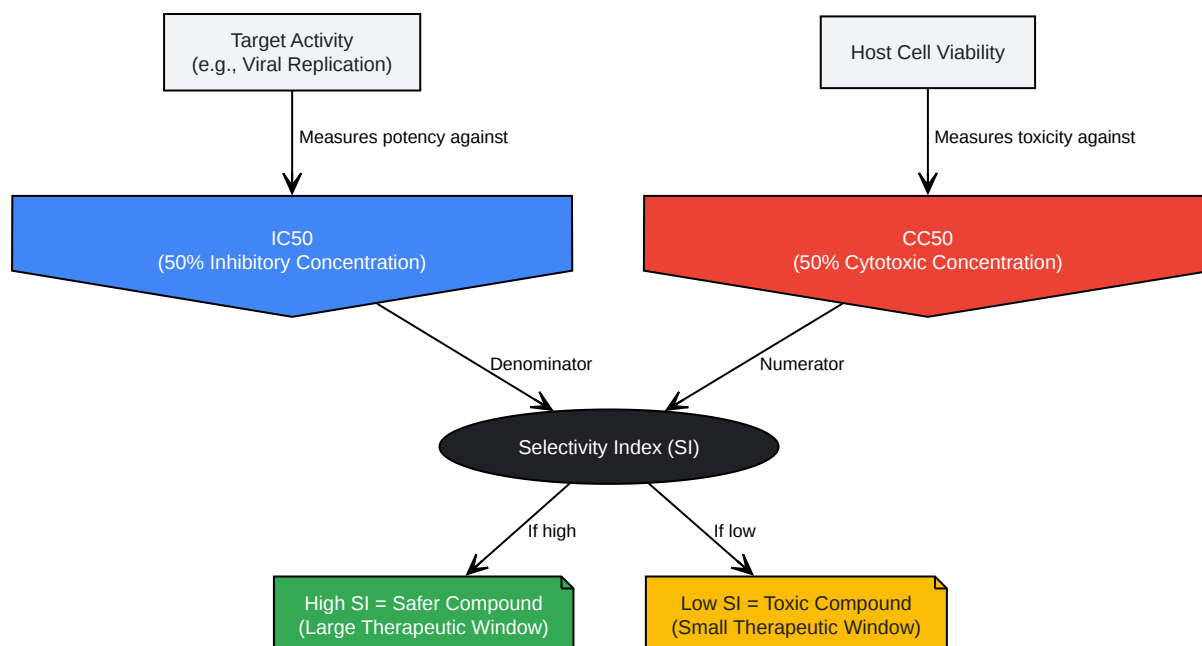 Target Activity
(e.g., Viral Replication)
Host Cell Viability
Measures potency against
Measures toxicity against
IC50
(50% Inhibitory Concentration)
CC50
(50% Cytotoxic Concentration)
Denominator
Numerator
Selectivity Index (SI)
If high
If low
High SI = Safer Compound
(Large Therapeutic Window)
Low SI = Toxic Compound
(Small Therapeutic Window)